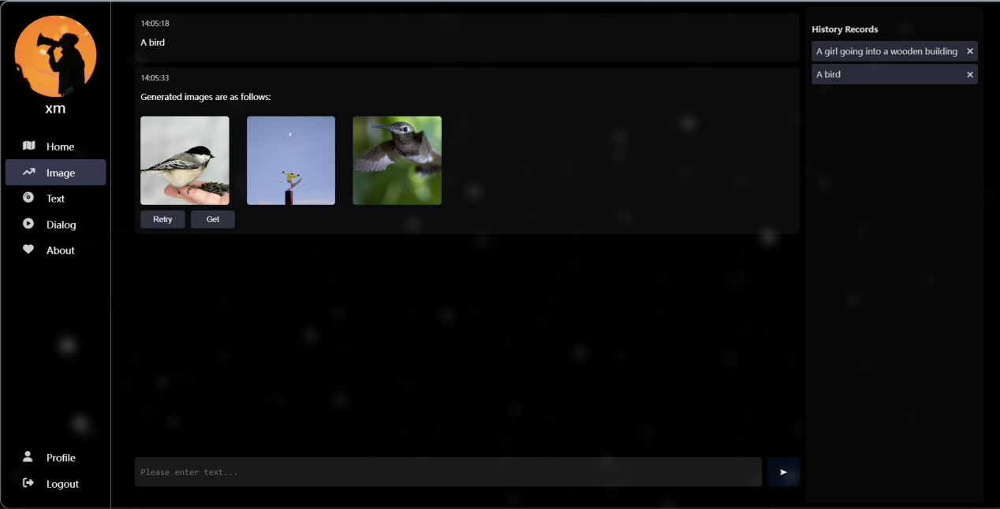 xm
Home
Image
Text
Dialog
About
Profile
Logout
14:05:18
A bird
14:05:33
Generated images are as follows:
Retry
Get
Please enter text...
History Records
A girl going into a wooden building ×
A bird ×